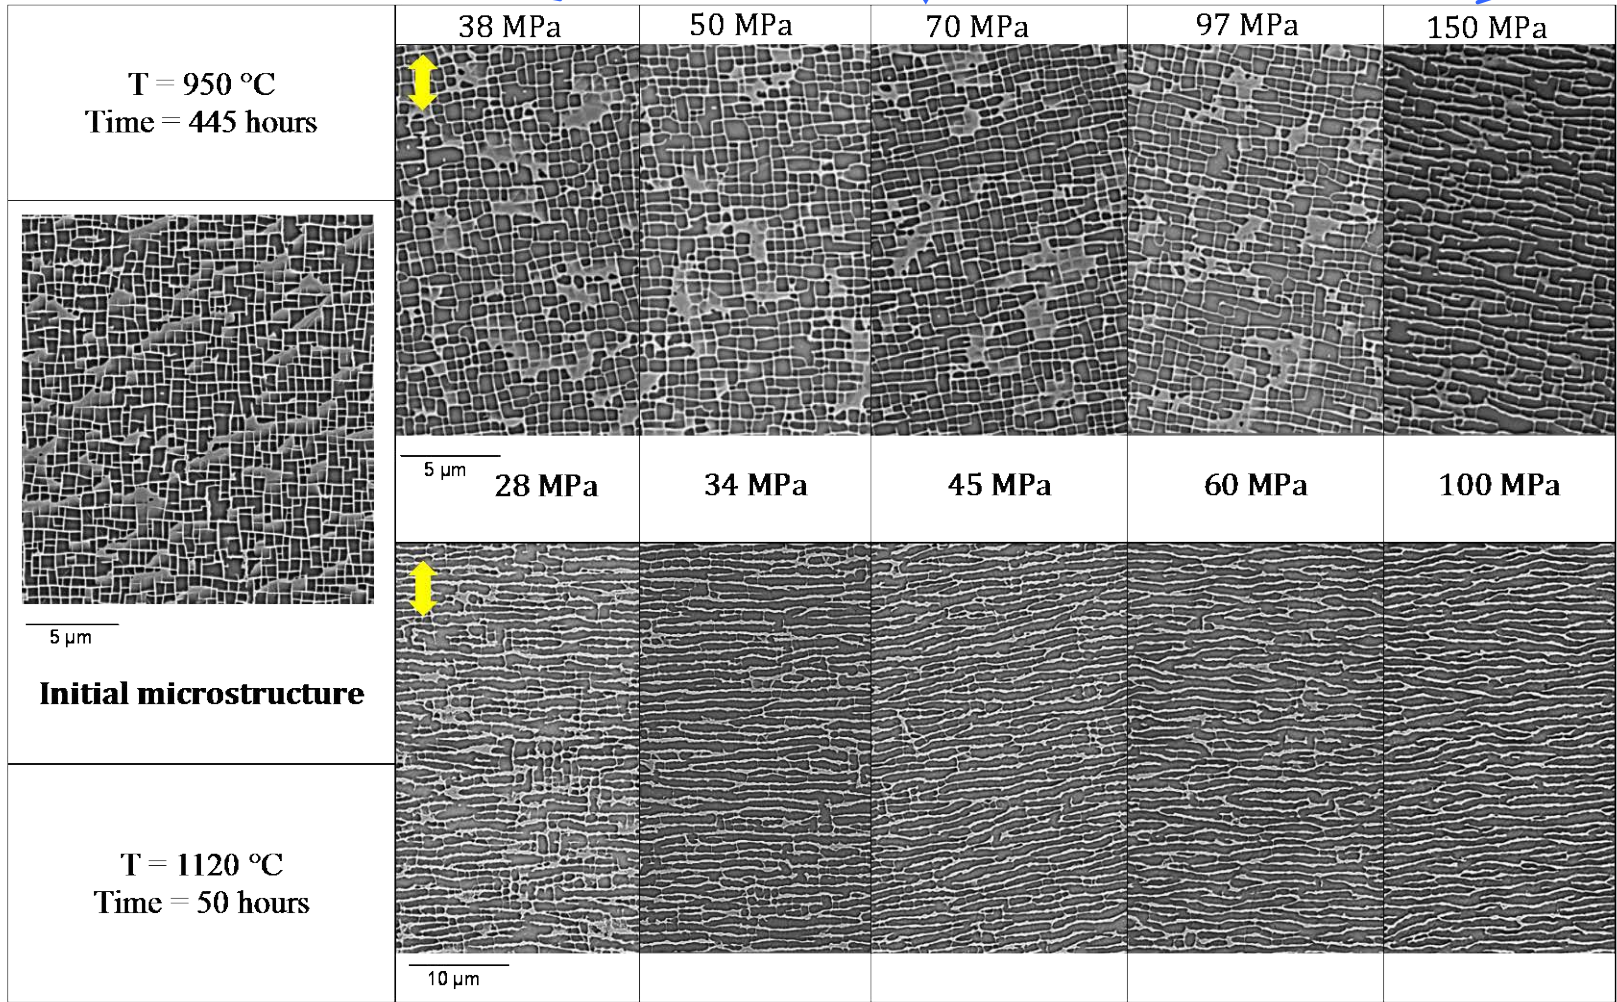 38 MPa
50 MPa
70 MPa
97 MPa
150 MPa
T = 950 °C
Time = 445 hours
5 µm
28 MPa
34 MPa
45 MPa
60 MPa
100 MPa
5 µm
Initial microstructure
T = 1120 °C
Time = 50 hours
10 µm